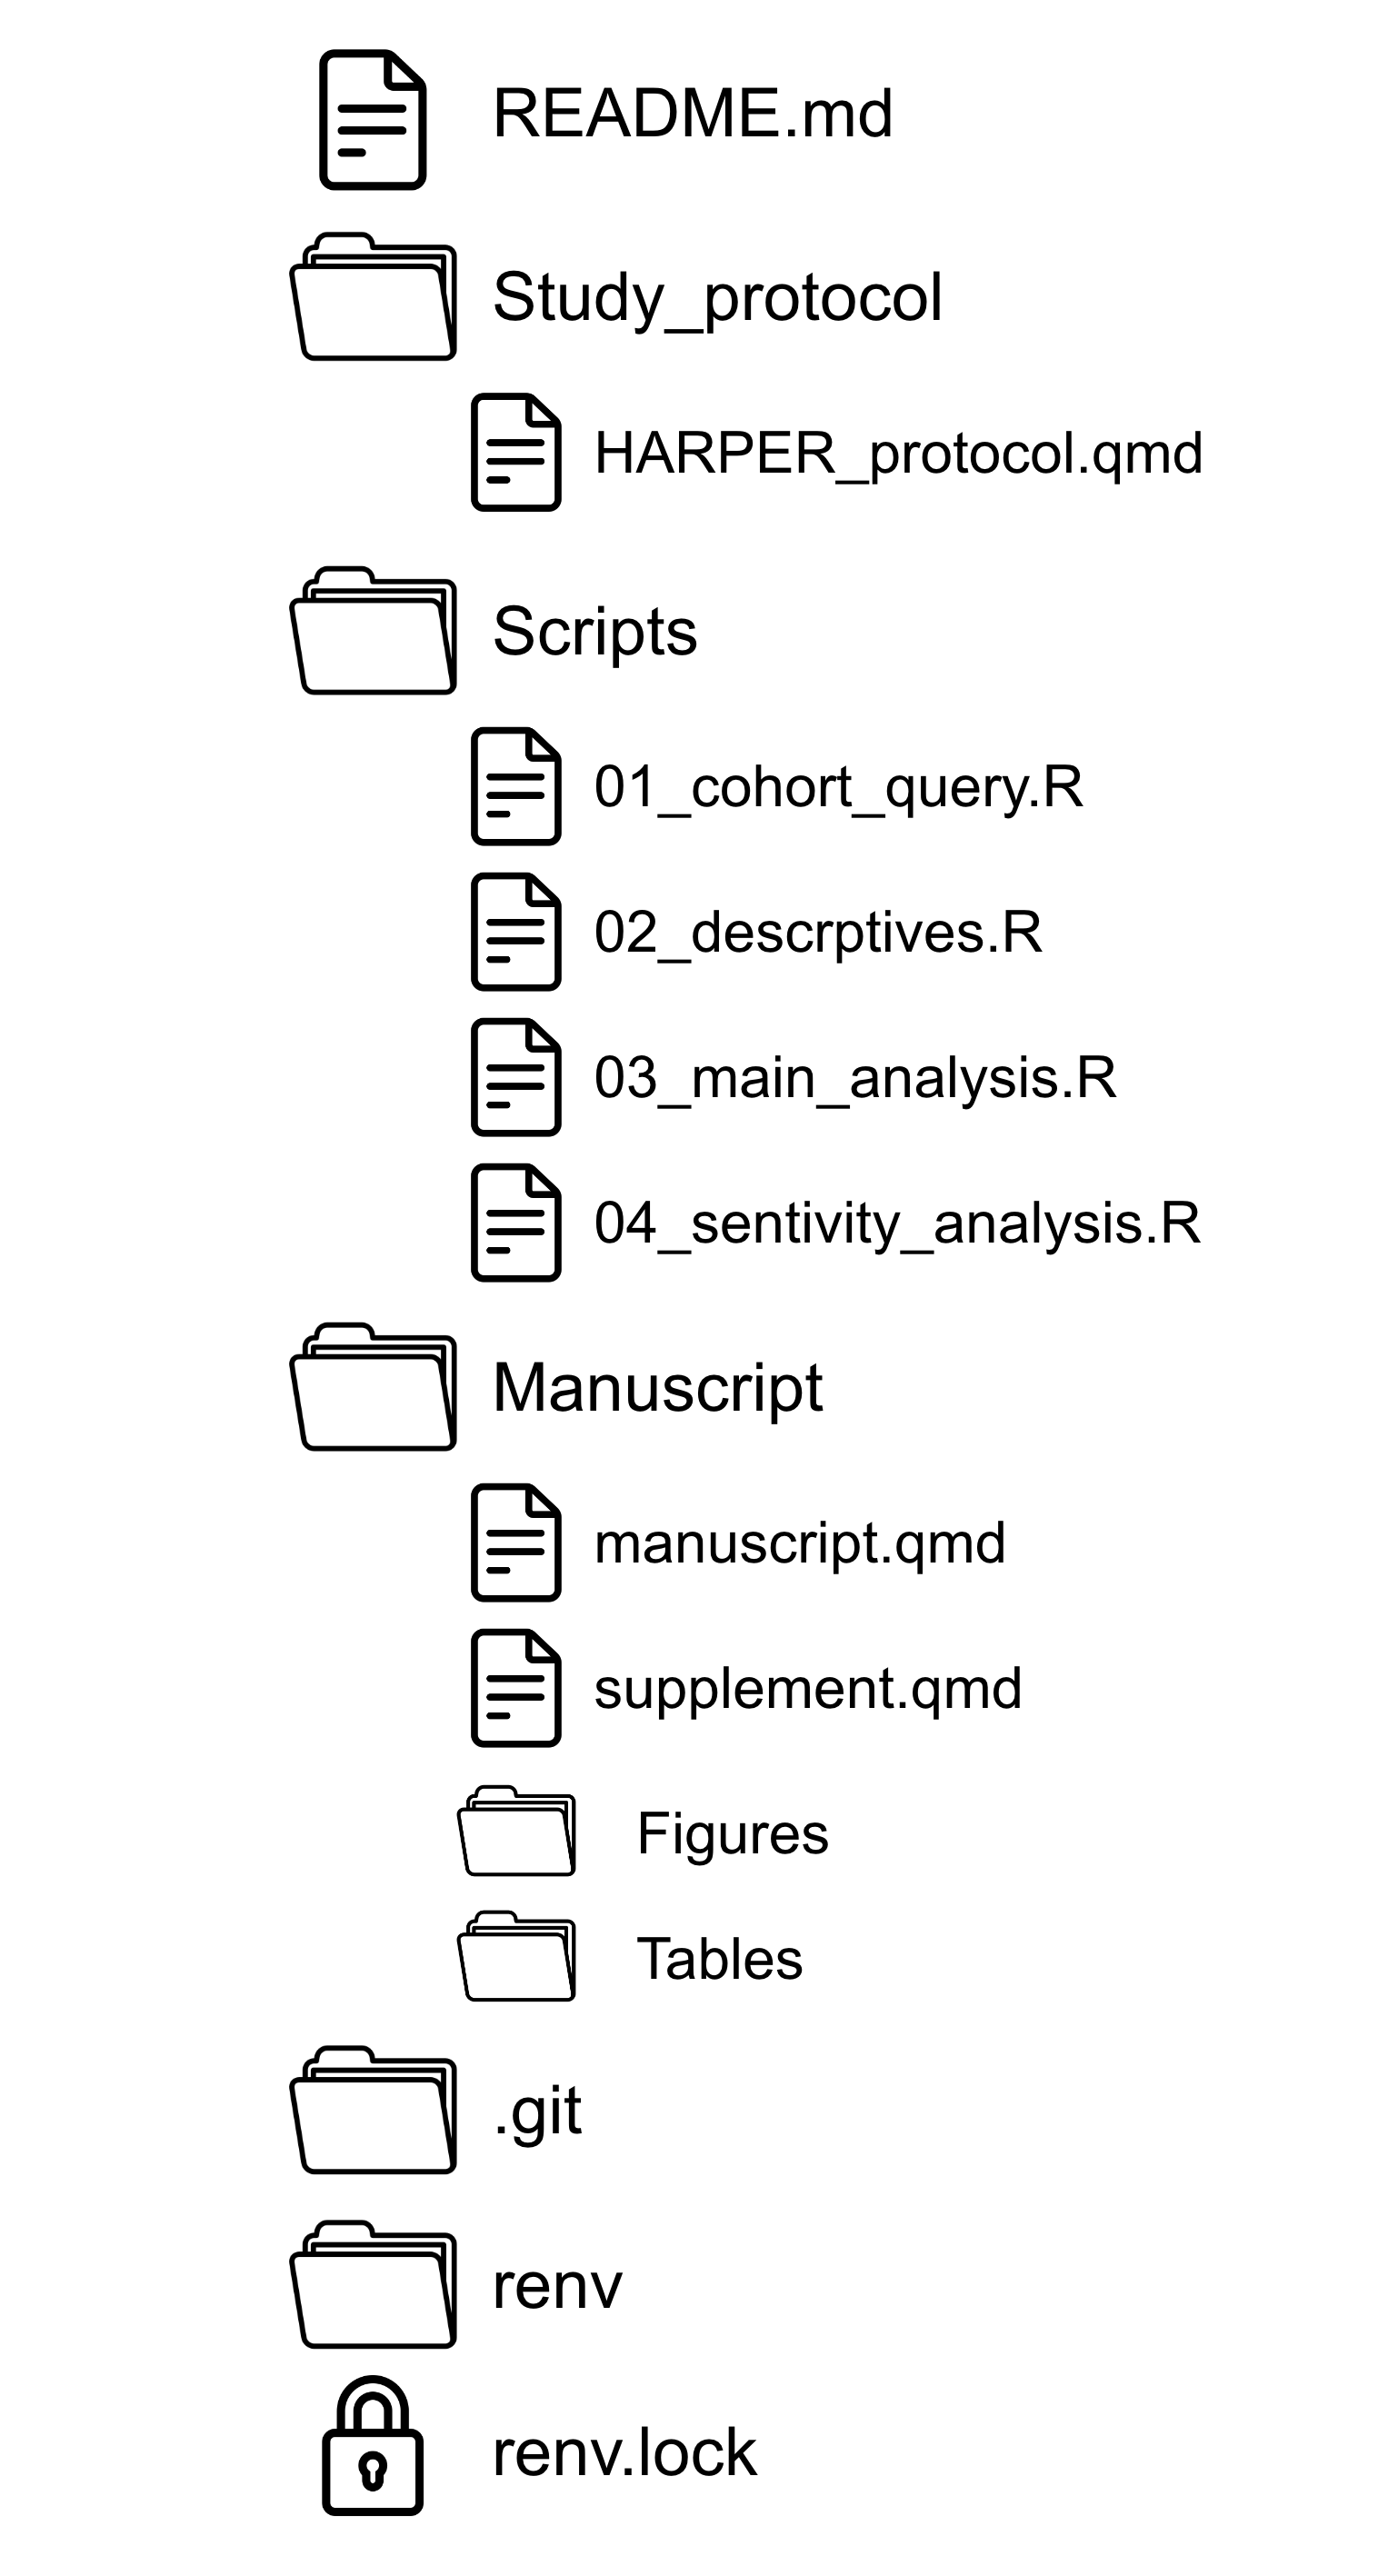 README.md
Study_protocol
HARPER_protocol.qmd
Scripts
01_cohort_query.R
02_descrptives.R
03_main_analysis.R
04_sentivity_analysis.R
Manuscript
manuscript.qmd
supplement.qmd
Figures
Tables
.git
renv
renv.lock